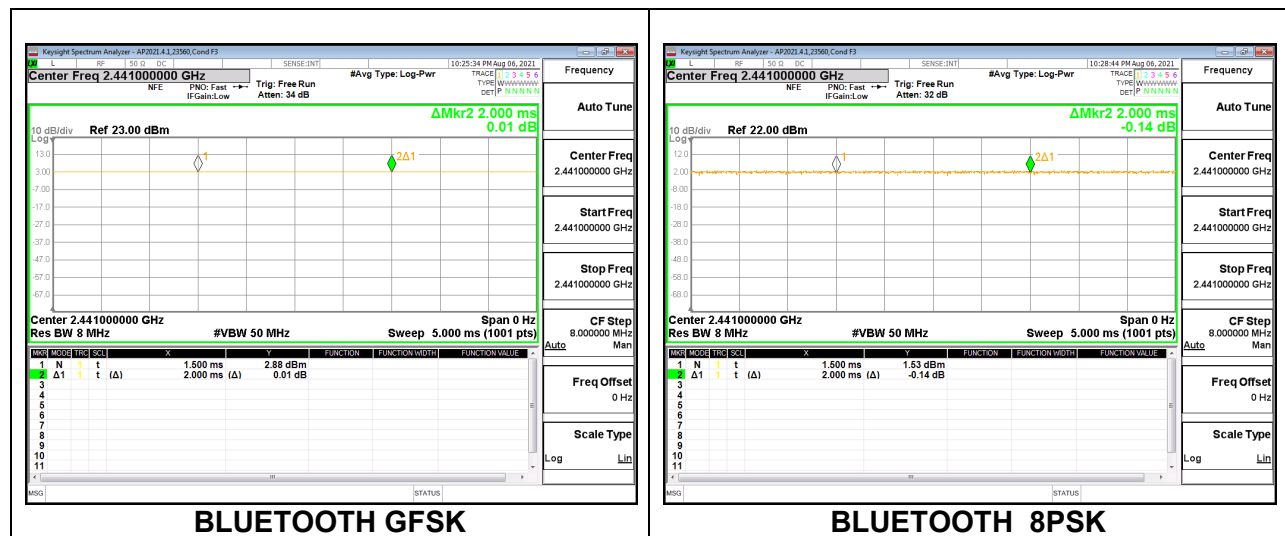 Keysight Spectrum Analyzer - AP2021.4.1,23560,Cond F3
L RF 50 Ω DC SENSE:INT 10:25:34 PM Aug 06, 2021
Center Freq 2.441000000 GHz #Avg Type: Log-Pwr TRACE 1 2 3 4 5 6
NFE PNO: Fast Trig: Free Run TYPE W
IFGain:Low Atten: 34 dB DET P N N N N N
Frequency
Auto Tune
ΔMkr2 2.000 ms
0.01 dB
10 dB/div Ref 23.00 dBm
Log
13.0
3.00
-7.00
-17.0
-27.0
-37.0
-47.0
-57.0
-67.0
1
2Δ1
Center Freq
2.441000000 GHz
Start Freq
2.441000000 GHz
Stop Freq
2.441000000 GHz
Center 2.441000000 GHz Span 0 Hz
Res BW 8 MHz #VBW 50 MHz Sweep 5.000 ms (1001 pts)
CF Step
8.000000 MHz
Auto Man
MKR MODE TRC SCL X Y FUNCTION FUNCTION WIDTH FUNCTION VALUE
1 N 1 t 1.500 ms 2.88 dBm
2 Δ1 1 t (Δ) 2.000 ms (Δ) 0.01 dB
3
4
5
6
7
8
9
10
11
Freq Offset
0 Hz
Scale Type
Log Lin
MSG STATUS
BLUETOOTH GFSK
Keysight Spectrum Analyzer - AP2021.4.1,23560,Cond F3
L RF 50 Ω DC SENSE:INT 10:28:44 PM Aug 06, 2021
Center Freq 2.441000000 GHz #Avg Type: Log-Pwr TRACE 1 2 3 4 5 6
NFE PNO: Fast Trig: Free Run TYPE W
IFGain:Low Atten: 32 dB DET P N N N N N
Frequency
Auto Tune
ΔMkr2 2.000 ms
-0.14 dB
10 dB/div Ref 22.00 dBm
Log
12.0
2.00
-8.00
-18.0
-28.0
-38.0
-48.0
-58.0
-68.0
1
2Δ1
Center Freq
2.441000000 GHz
Start Freq
2.441000000 GHz
Stop Freq
2.441000000 GHz
Center 2.441000000 GHz Span 0 Hz
Res BW 8 MHz #VBW 50 MHz Sweep 5.000 ms (1001 pts)
CF Step
8.000000 MHz
Auto Man
MKR MODE TRC SCL X Y FUNCTION FUNCTION WIDTH FUNCTION VALUE
1 N 1 t 1.500 ms 1.53 dBm
2 Δ1 1 t (Δ) 2.000 ms (Δ) -0.14 dB
3
4
5
6
7
8
9
10
11
Freq Offset
0 Hz
Scale Type
Log Lin
MSG STATUS
BLUETOOTH 8PSK